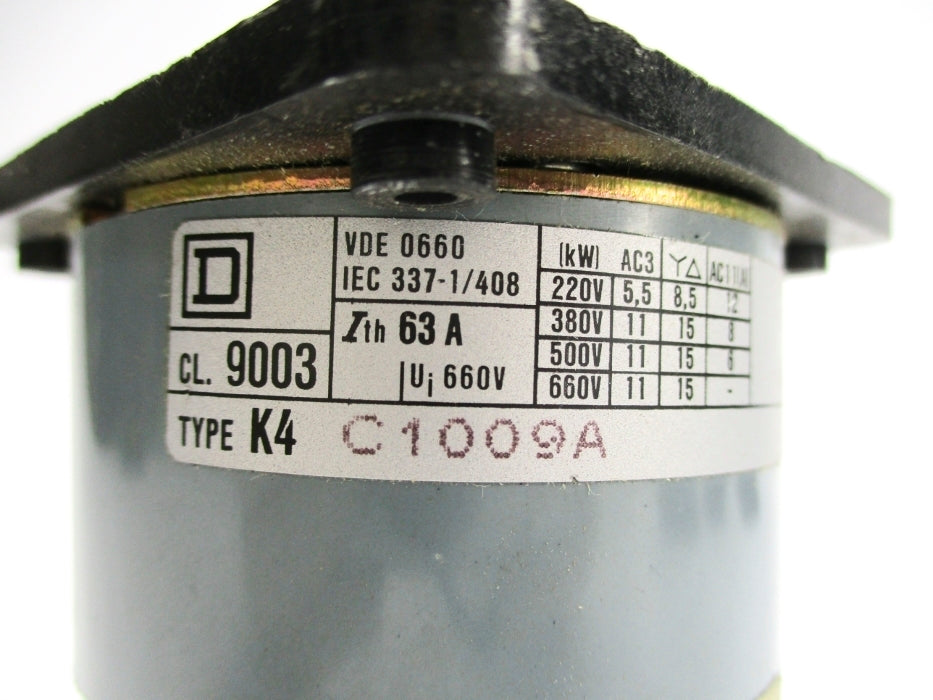 D
VDE 0660
IEC 337-1/408
Ith 63 A
Ui 660V
CL. 9003
TYPE K4 C1009A
(kW) AC3 YΔ AC11(A)
220V 5,5 8,5 12
380V 11 15 8
500V 11 15 6
660V 11 15 -